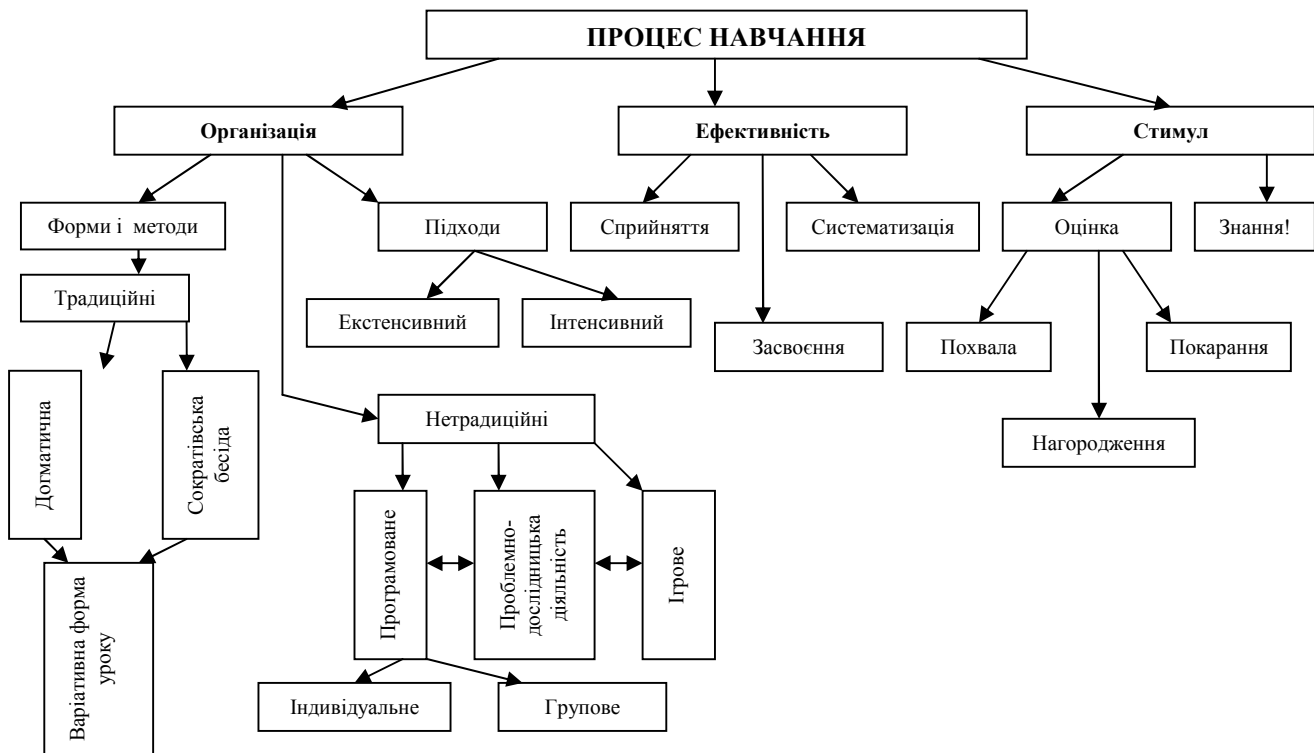 ПРОЦЕС НАВЧАННЯ
Організація
Ефективність
Стимул
Форми і методи
Підходи
Сприйняття
Систематизація
Оцінка
Знання!
Традиційні
Екстенсивний
Інтенсивний
Засвоєння
Похвала
Покарання
Догматична
Сократівська
бесіда
Нетрадиційні
Нагородження
Програмоване
Проблемно-
дослідницька
діяльність
Ігрове
Варіативна форма
уроку
Індивідуальне
Групове